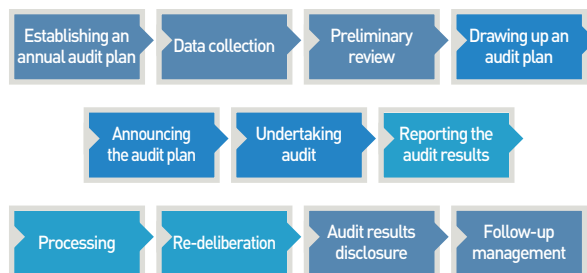 Establishing an
annual audit plan
Data collection
Preliminary
review
Drawing up an
audit plan
Announcing
the audit plan
Undertaking
audit
Reporting the
audit results
Processing
Re-deliberation
Audit results
disclosure
Follow-up
management